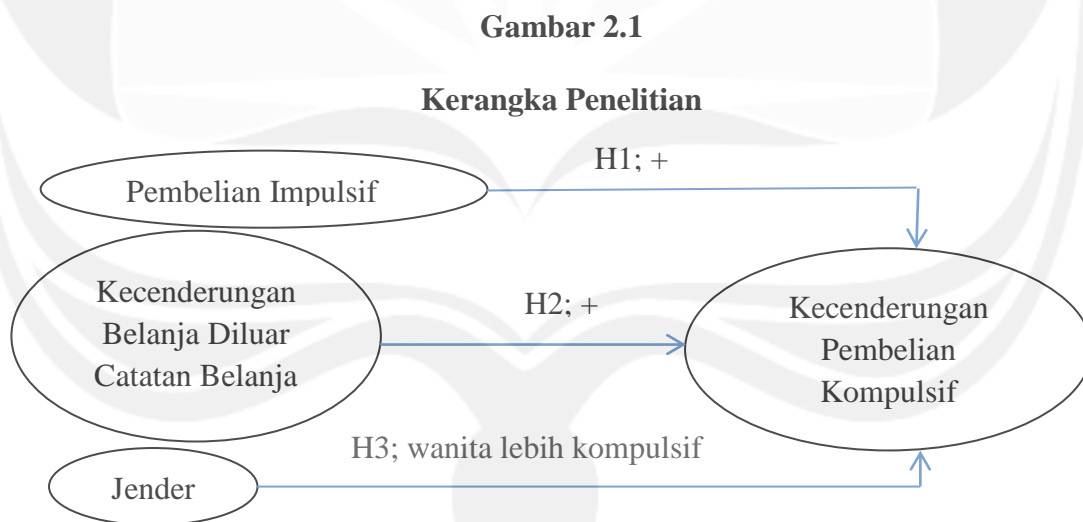 Gambar 2.1
Kerangka Penelitian
H1; +
Pembelian Impulsif
Kecenderungan
Belanja Diluar
Catatan Belanja
H2; +
Kecenderungan
Pembelian
Kompulsif
H3; wanita lebih kompulsif
Jender